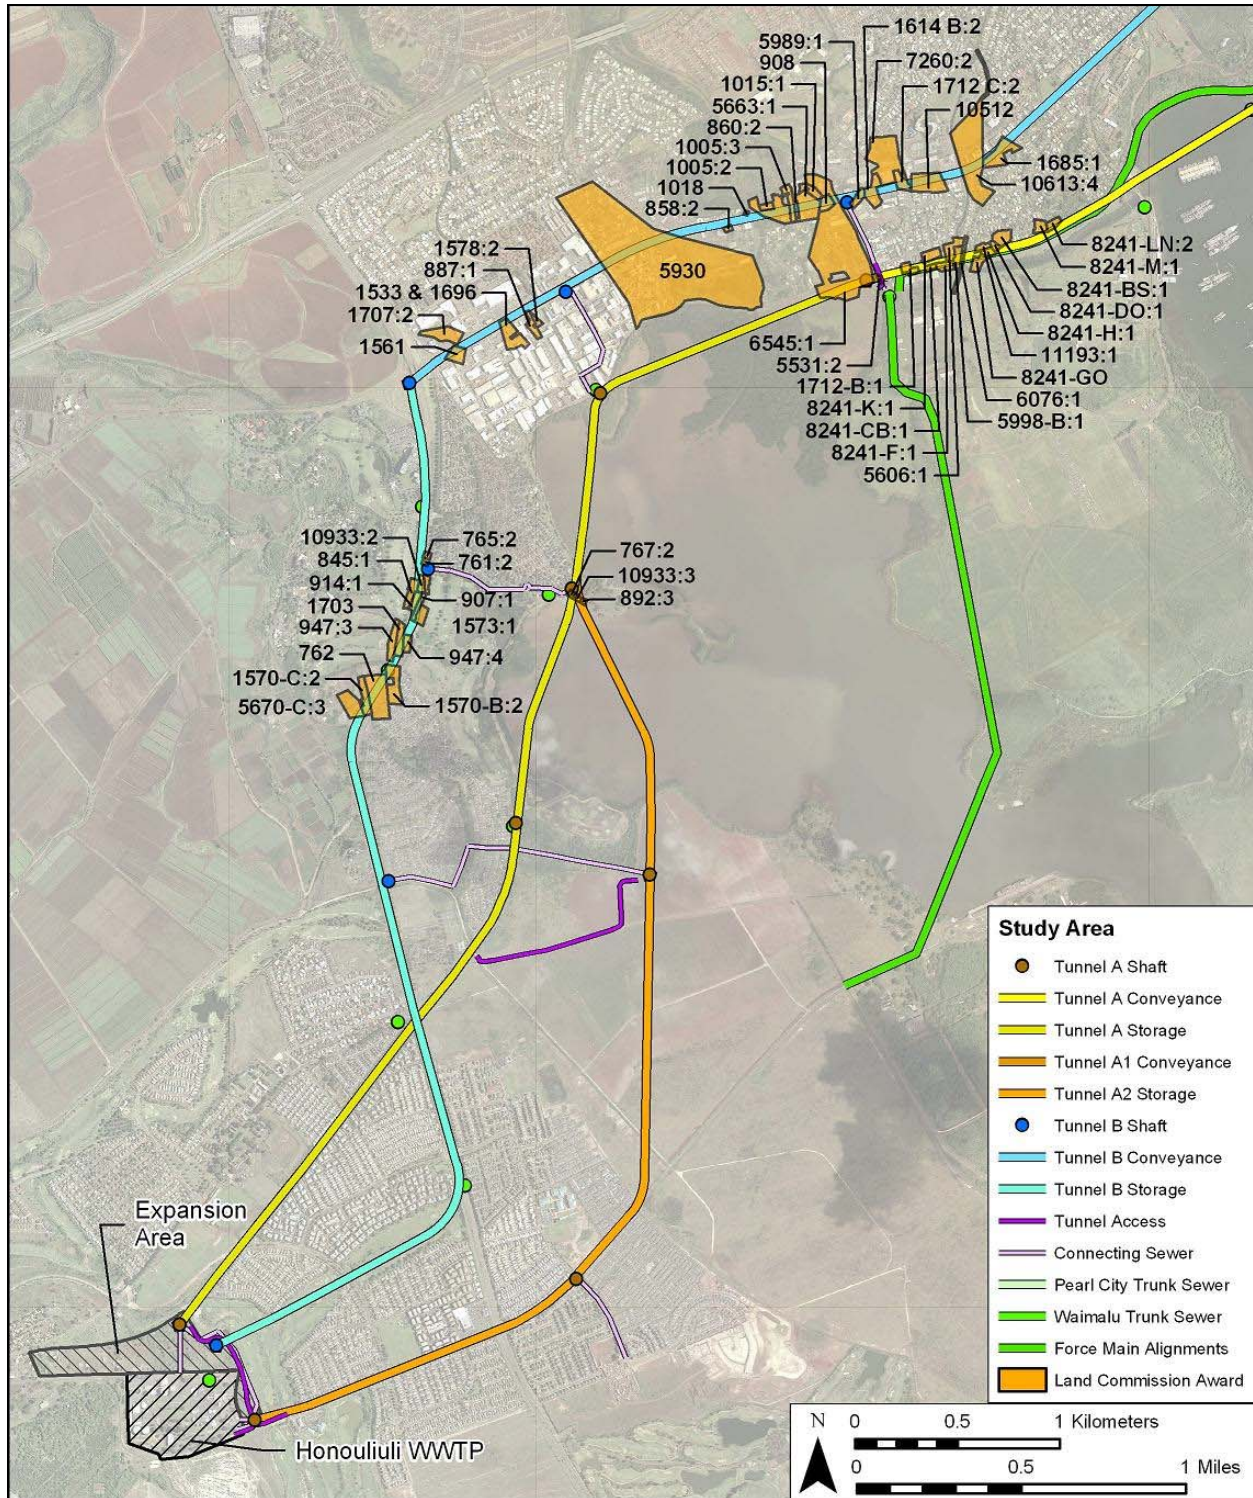 1614 B:2
5989:1
908
7260:2
1015:1
1712 C:2
5663:1
10512
860:2
1005:3
1005:2
1018
858:2
1685:1
10613:4
1578:2
887:1
1533 & 1696
1707:2
1561
5930
8241-LN:2
8241-M:1
8241-BS:1
8241-DO:1
8241-H:1
11193:1
8241-GO
6076:1
5998-B:1
6545:1
5531:2
1712-B:1
8241-K:1
8241-CB:1
8241-F:1
5606:1
10933:2
845:1
914:1
1703
947:3
762
1570-C:2
5670-C:3
765:2
761:2
907:1
1573:1
947:4
1570-B:2
767:2
10933:3
892:3
Expansion
Area
Honouliuli WWTP
Study Area
Tunnel A Shaft
Tunnel A Conveyance
Tunnel A Storage
Tunnel A1 Conveyance
Tunnel A2 Storage
Tunnel B Shaft
Tunnel B Conveyance
Tunnel B Storage
Tunnel Access
Connecting Sewer
Pearl City Trunk Sewer
Waimalu Trunk Sewer
Force Main Alignments
Land Commission Award
N
0 0.5 1 Kilometers
0 0.5 1 Miles